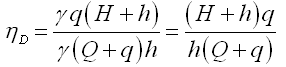 η_D = γq(H + h) / γ(Q + q)h = (H + h)q / h(Q + q)